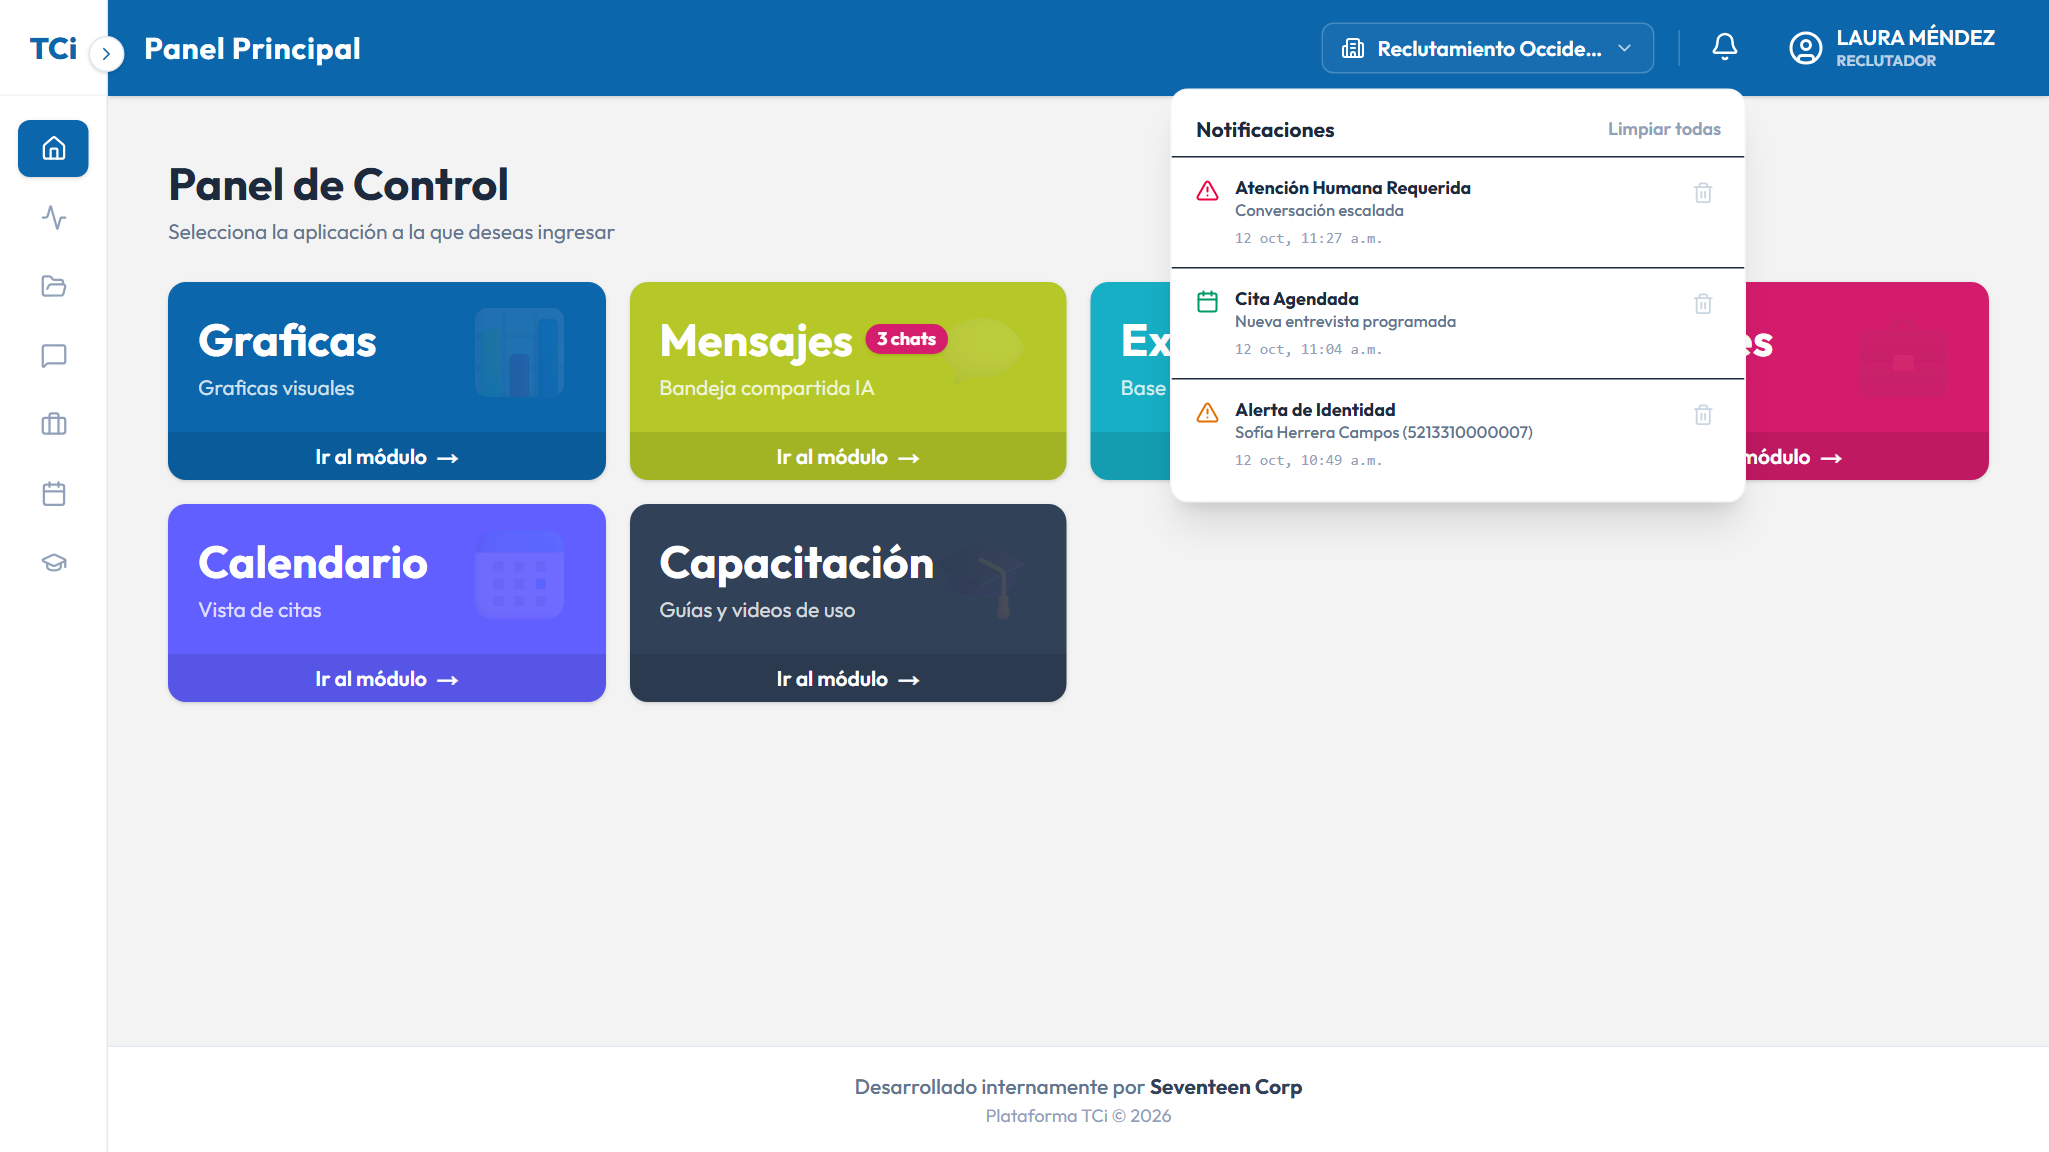 TCi
Panel Principal
Reclutamiento Occide...
LAURA MÉNDEZ
RECLUTADOR
Notificaciones
Limpiar todas
Atención Humana Requerida
Conversación escalada
12 oct, 11:27 a.m.
Cita Agendada
Nueva entrevista programada
12 oct, 11:04 a.m.
Alerta de Identidad
Sofía Herrera Campos (5213310000007)
12 oct, 10:49 a.m.
Panel de Control
Selecciona la aplicación a la que deseas ingresar
Graficas
Graficas visuales
Ir al módulo →
Mensajes
3 chats
Bandeja compartida IA
Ir al módulo →
Ex
Base
es
módulo →
Calendario
Vista de citas
Ir al módulo →
Capacitación
Guías y videos de uso
Ir al módulo →
Desarrollado internamente por Seventeen Corp
Plataforma TCi © 2026